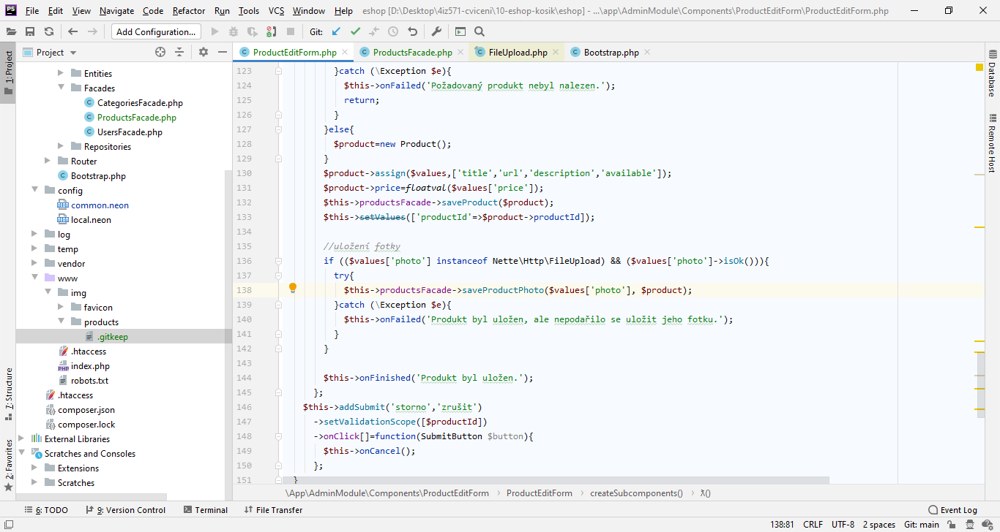 PS File Edit View Navigate Code Refactor Run Tools VCS Window Help eshop [D:\Desktop\4iz571-cviceni\10-eshop-kosik\eshop] - ...\app\AdminModule\Components\ProductEditForm\ProductEditForm.php
Add Configuration... Git:
Project
ProductEditForm.php ProductsFacade.php FileUpload.php Bootstrap.php
1: Project
7: Structure
2: Favorites
Entities
Facades
CategoriesFacade.php
ProductsFacade.php
UsersFacade.php
Repositories
Router
Bootstrap.php
config
common.neon
local.neon
log
temp
vendor
www
img
favicon
products
.gitkeep
.htaccess
index.php
robots.txt
.htaccess
composer.json
composer.lock
External Libraries
Scratches and Consoles
Extensions
Scratches
123 }catch (\Exception $e){
124 $this->onFailed('Požadovaný produkt nebyl nalezen.');
125 return;
126 }
127 }else{
128 $product=new Product();
129 }
130 $product->assign($values,['title','url','description','available']);
131 $product->price=floatval($values['price']);
132 $this->productsFacade->saveProduct($product);
133 $this->setValues(['productId'=>$product->productId]);
134
135 //uložení fotky
136 if (($values['photo'] instanceof Nette\Http\FileUpload) && ($values['photo']->isOk())){
137 try{
138 $this->productsFacade->saveProductPhoto($values['photo'], $product);
139 }catch (\Exception $e){
140 $this->onFailed('Produkt byl uložen, ale nepodařilo se uložit jeho fotku.');
141 }
142 }
143
144 $this->onFinished('Produkt byl uložen.');
145 };
146 $this->addSubmit('storno','zrušit')
147 ->setValidationScope([$productId])
148 ->onClick[]=function(SubmitButton $button){
149 $this->onCancel();
150 };
151 }
\App\AdminModule\Components\ProductEditForm › ProductEditForm › createSubcomponents() › λ()
Database
Remote Host
6: TODO 9: Version Control Terminal File Transfer Event Log
138:81 CRLF UTF-8 2 spaces Git: main